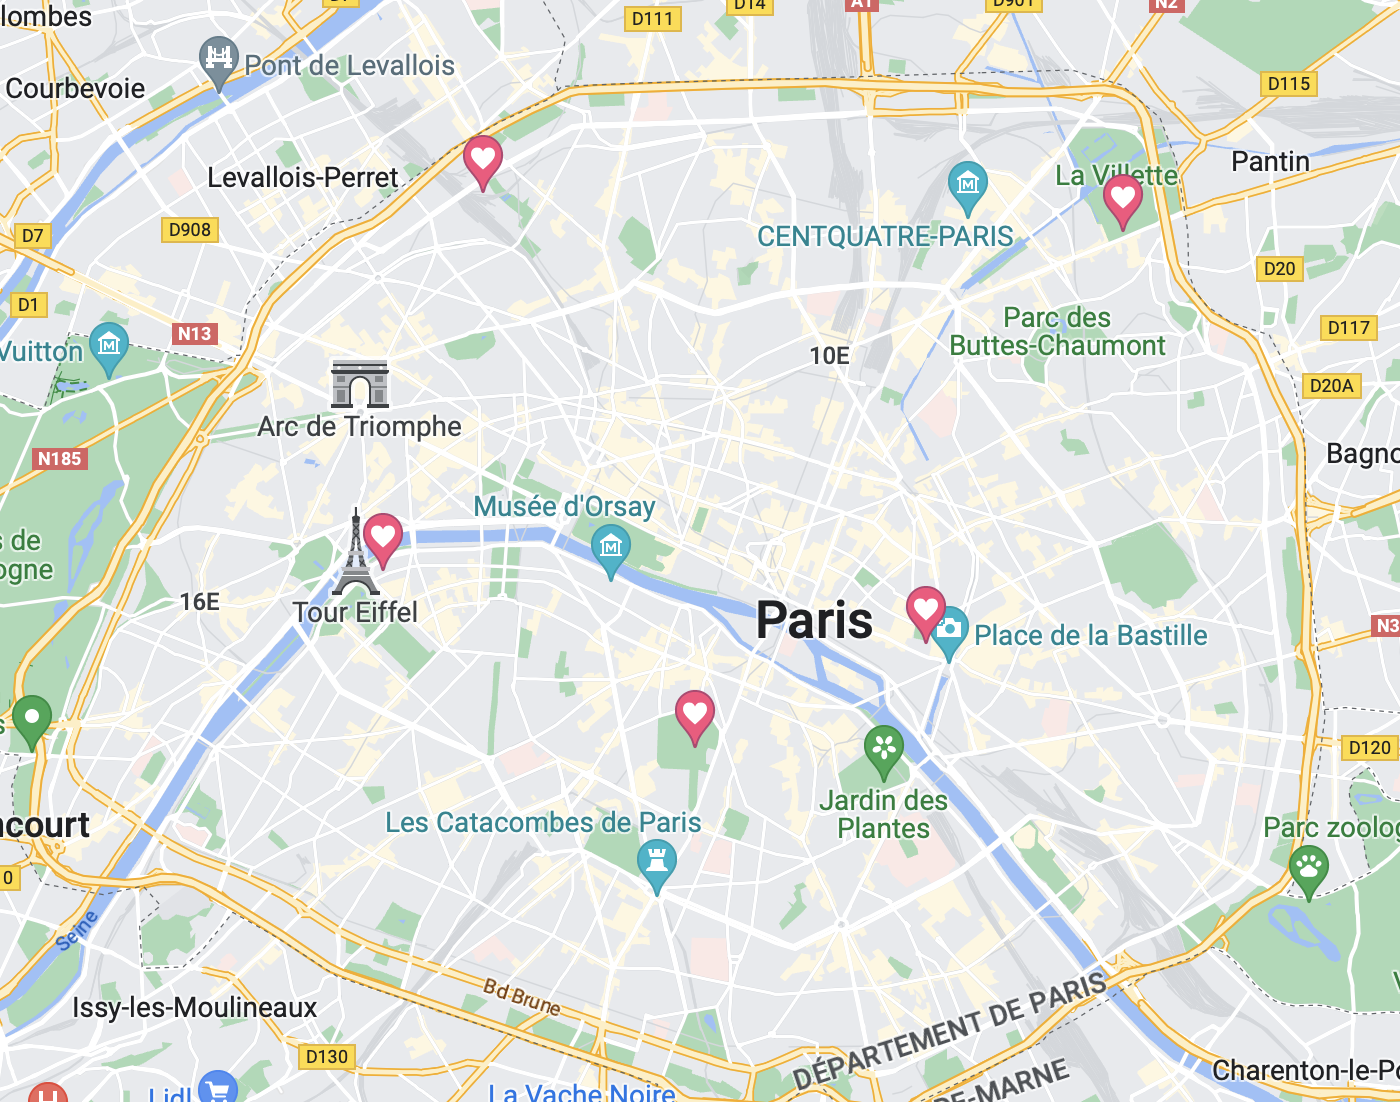 lombes
D111
D14
A1
D901
N2
Pont de Levallois
Courbevoie
D115
Levallois-Perret
La Villette
Pantin
D908
D7
CENTQUATRE-PARIS
D20
D1
N13
Parc des
Buttes-Chaumont
D117
Vuitton
10E
D20A
Arc de Triomphe
N185
Bagno
Musée d'Orsay
s de
ogne
16E
Tour Eiffel
Paris
Place de la Bastille
N3
D120
Jardin des
Plantes
ncourt
Les Catacombes de Paris
Parc zoolog
0
Seine
Bd Brune
Issy-les-Moulineaux
DÉPARTEMENT DE PARIS
D130
DE-MARNE
Charenton-le-Po
Lidl
La Vache Noire